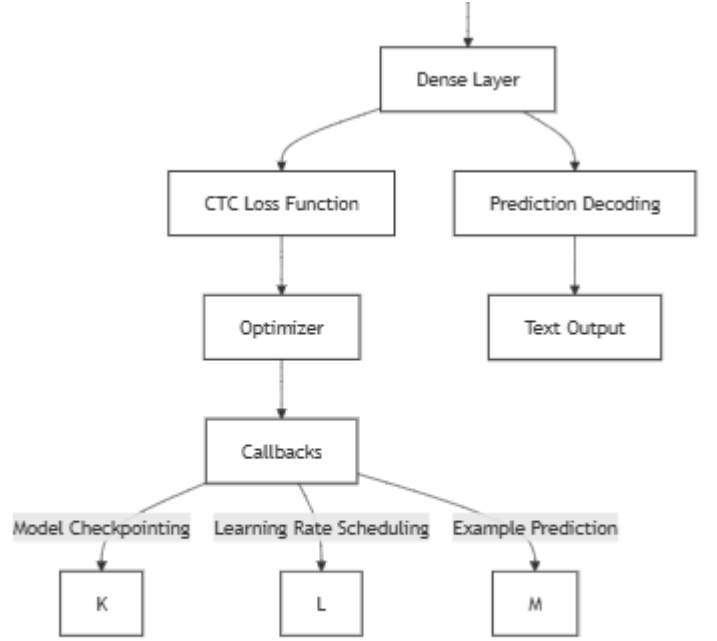 Dense Layer
CTC Loss Function
Prediction Decoding
Optimizer
Text Output
Callbacks
Model Checkpointing
Learning Rate Scheduling
Example Prediction
K
L
M